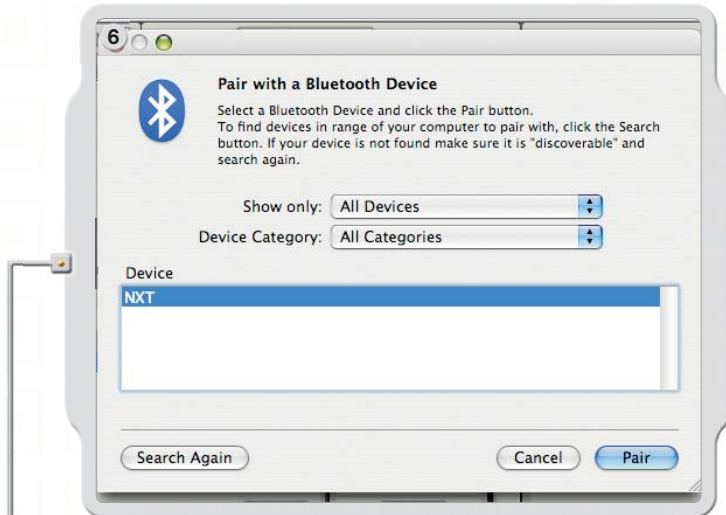 6
Pair with a Bluetooth Device
Select a Bluetooth Device and click the Pair button.
To find devices in range of your computer to pair with, click the Search
button. If your device is not found make sure it is "discoverable" and
search again.
Show only: All Devices
Device Category: All Categories
Device
NXT
Search Again Cancel Pair